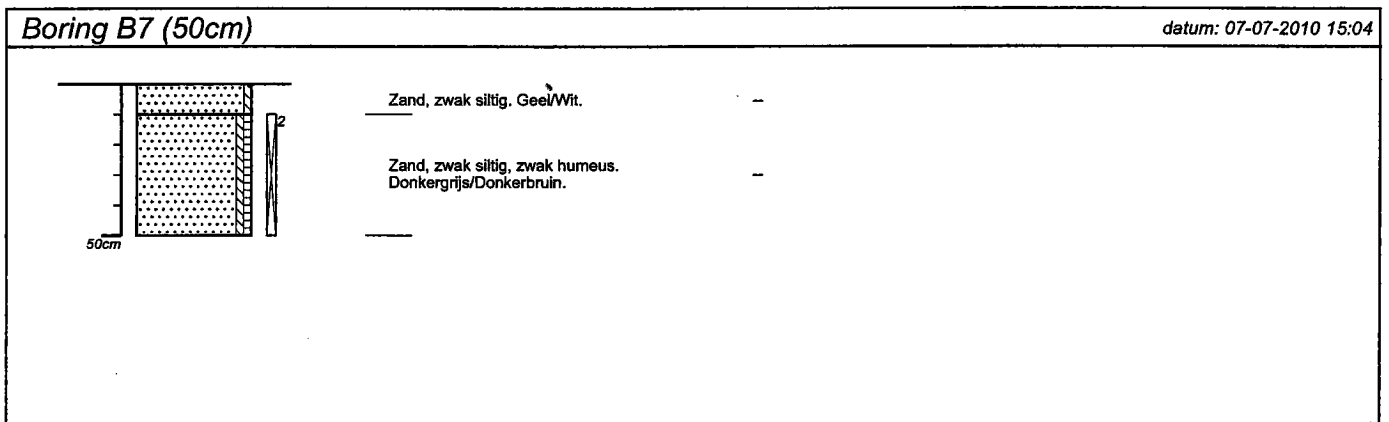 Boring B7 (50cm)
datum: 07-07-2010 15:04
Zand, zwak siltig. Geel/Wit.
–
2
Zand, zwak siltig, zwak humeus.
Donkergrijs/Donkerbruin.
–
50cm